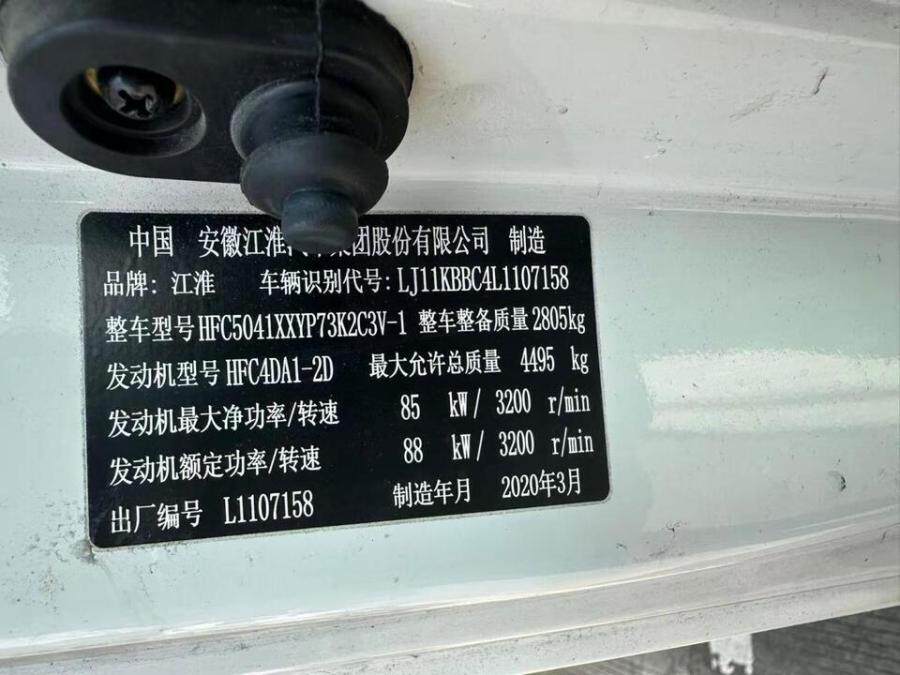 中国 安徽江淮汽车集团股份有限公司 制造
品牌: 江淮 车辆识别代号: LJ11KBBC4L1107158
整车型号 HFC5041XXYP73K2C3V-1 整车整备质量 2805kg
发动机型号 HFC4DA1-2D 最大允许总质量 4495 kg
发动机最大净功率/转速 85 kW/ 3200 r/min
发动机额定功率/转速 88 kW/ 3200 r/min
出厂编号 L1107158 制造年月 2020年3月